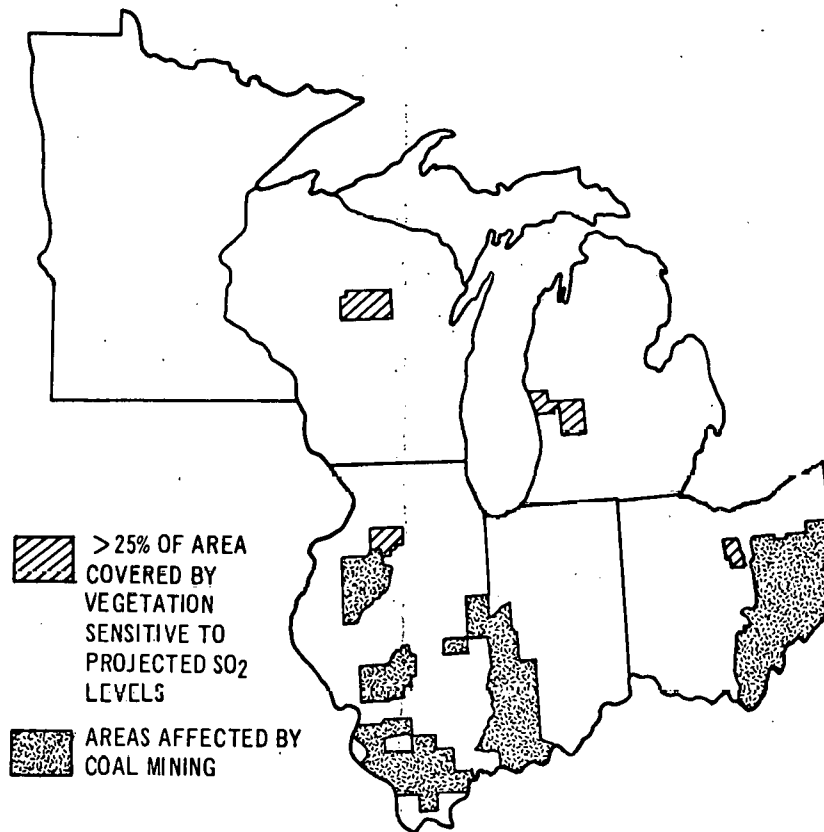 >25% OF AREA
COVERED BY
VEGETATION
SENSITIVE TO
PROJECTED SO2
LEVELS
AREAS AFFECTED BY
COAL MINING